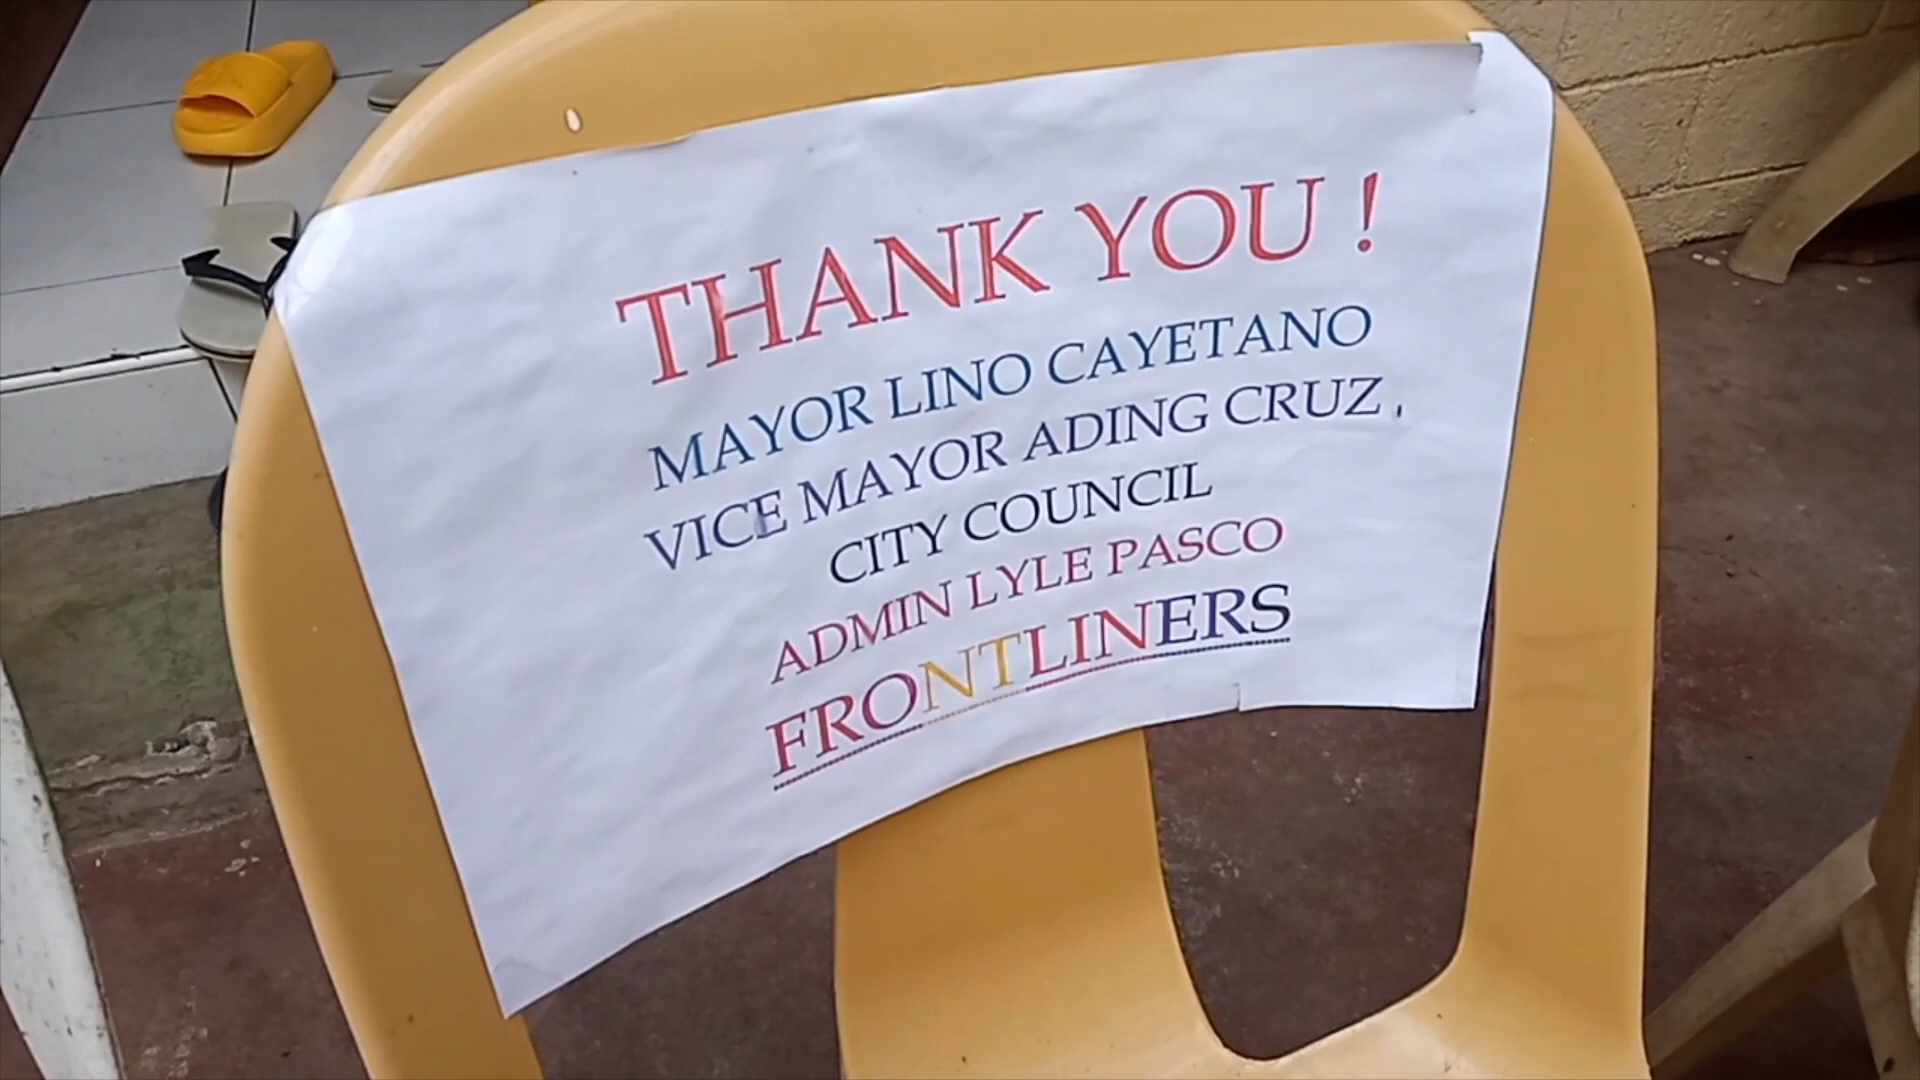 THANK YOU !
MAYOR LINO CAYETANO
VICE MAYOR ADING CRUZ ,
CITY COUNCIL
ADMIN LYLE PASCO
FRONTLINERS